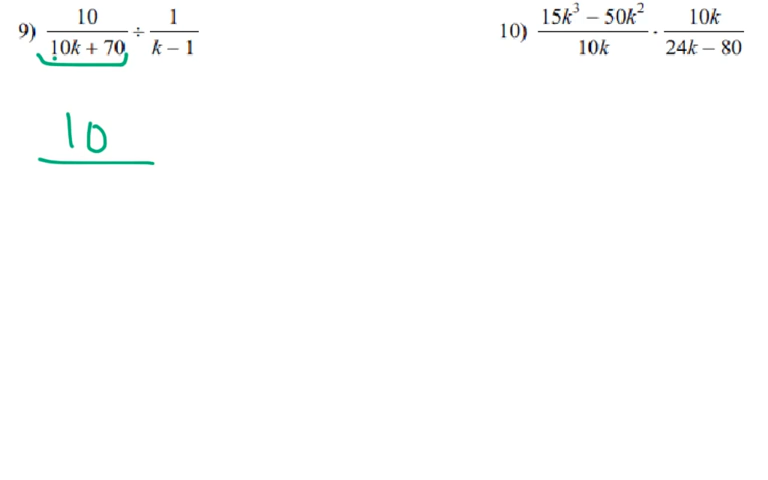 9) 10/(10k + 70) ÷ 1/(k − 1)
10) (15k³ − 50k²)/(10k) · 10k/(24k − 80)
10